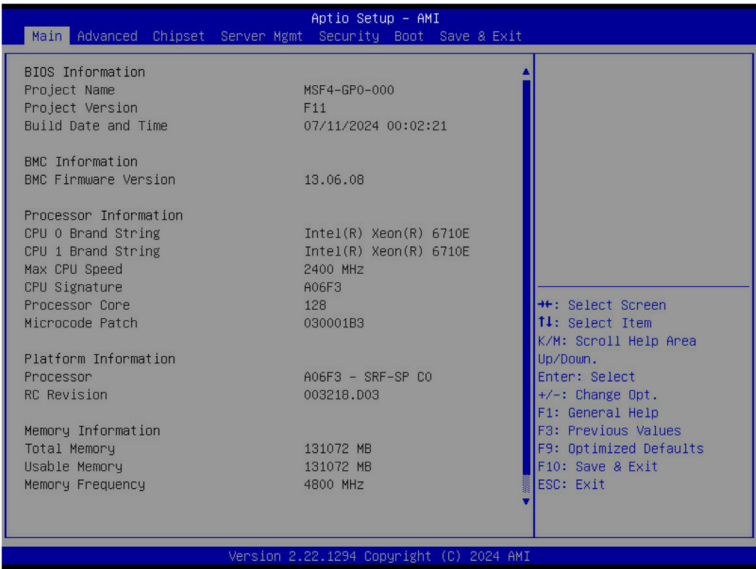 Aptio Setup - AMI
Main Advanced Chipset Server Mgmt Security Boot Save & Exit
BIOS Information
Project Name MSF4-GP0-000
Project Version F11
Build Date and Time 07/11/2024 00:02:21
BMC Information
BMC Firmware Version 13.06.08
Processor Information
CPU 0 Brand String Intel(R) Xeon(R) 6710E
CPU 1 Brand String Intel(R) Xeon(R) 6710E
Max CPU Speed 2400 MHz
CPU Signature A06F3
Processor Core 128
Microcode Patch 030001B3
Platform Information
Processor A06F3 - SRF-SP C0
RC Revision 003218.D03
Memory Information
Total Memory 131072 MB
Usable Memory 131072 MB
Memory Frequency 4800 MHz
→←: Select Screen
↑↓: Select Item
K/M: Scroll Help Area
Up/Down.
Enter: Select
+/-: Change Opt.
F1: General Help
F3: Previous Values
F9: Optimized Defaults
F10: Save & Exit
ESC: Exit
Version 2.22.1294 Copyright (C) 2024 AMI